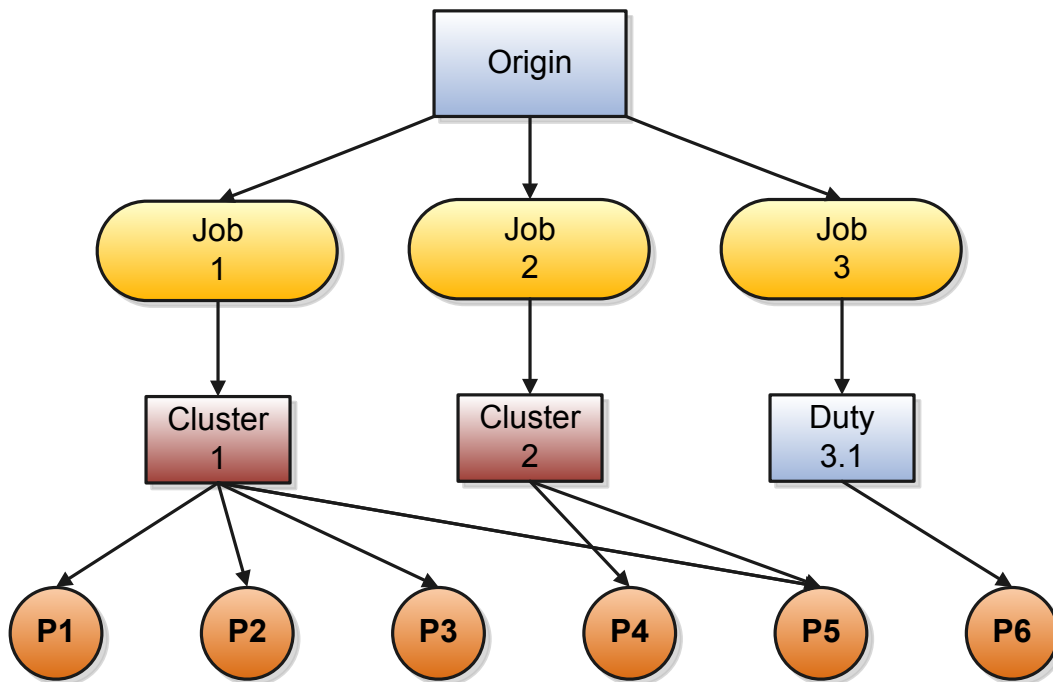 Origin
Job
1
Job
2
Job
3
Cluster
1
Cluster
2
Duty
3.1
P1
P2
P3
P4
P5
P6